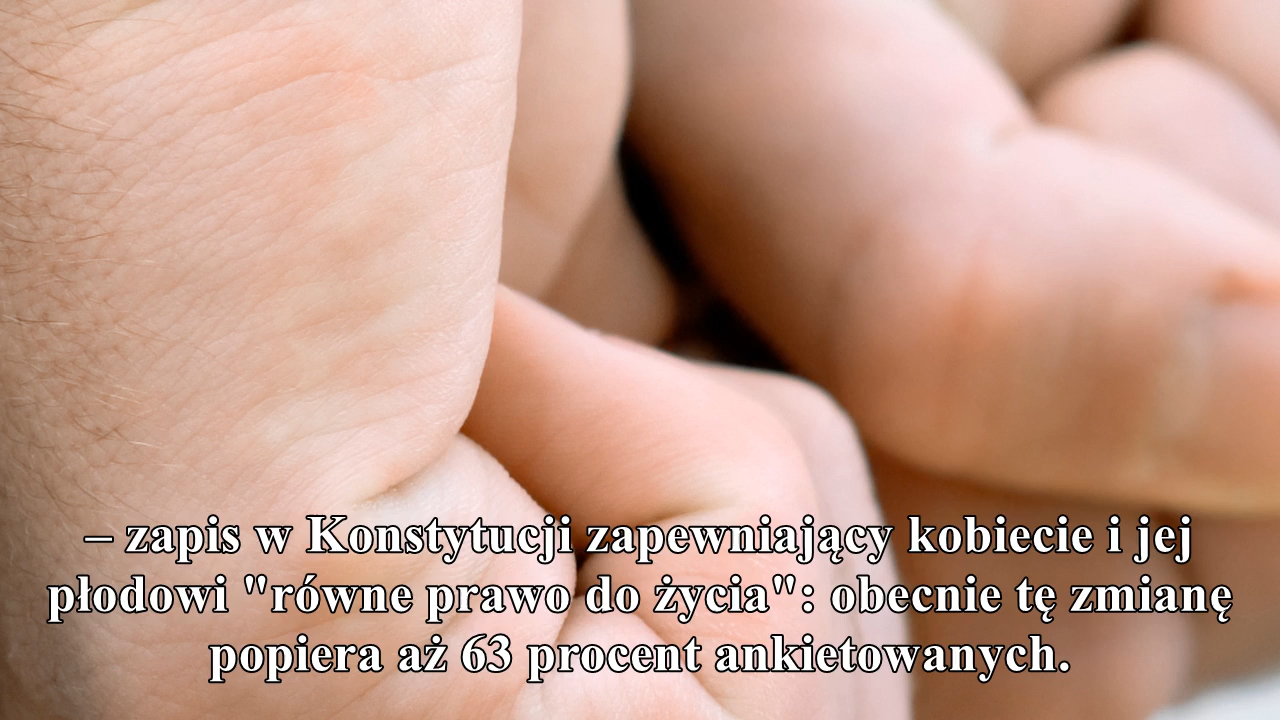 – zapis w Konstytucji zapewniający kobiecie i jej
płodowi "równe prawo do życia": obecnie tę zmianę
popiera aż 63 procent ankietowanych.